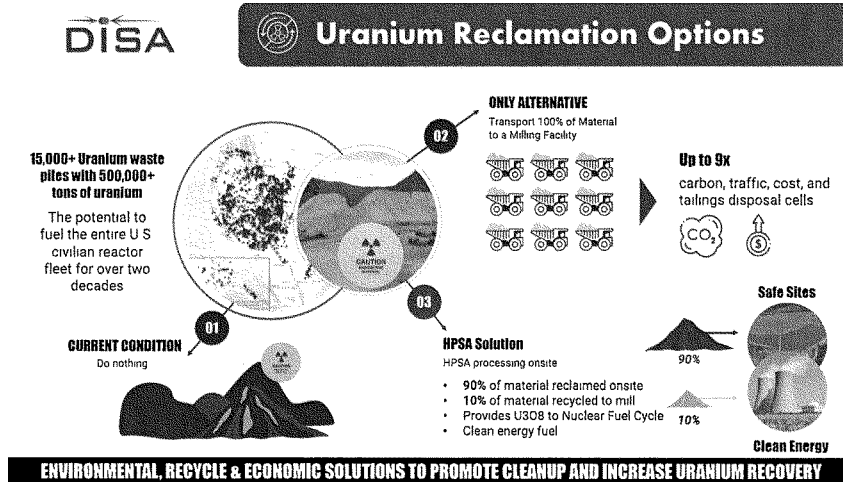 DISA
Uranium Reclamation Options
15,000+ Uranium waste
piles with 500,000+
tons of uranium
The potential to
fuel the entire U S
civilian reactor
fleet for over two
decades
01
CURRENT CONDITION
Do nothing
CAUTION
02
ONLY ALTERNATIVE
Transport 100% of Material
to a Milling Facility
Up to 9x
carbon, traffic, cost, and
tailings disposal cells
CO2
$
03
HPSA Solution
HPSA processing onsite
• 90% of material reclaimed onsite
• 10% of material recycled to mill
• Provides U3O8 to Nuclear Fuel Cycle
• Clean energy fuel
Safe Sites
90%
10%
Clean Energy
ENVIRONMENTAL, RECYCLE & ECONOMIC SOLUTIONS TO PROMOTE CLEANUP AND INCREASE URANIUM RECOVERY